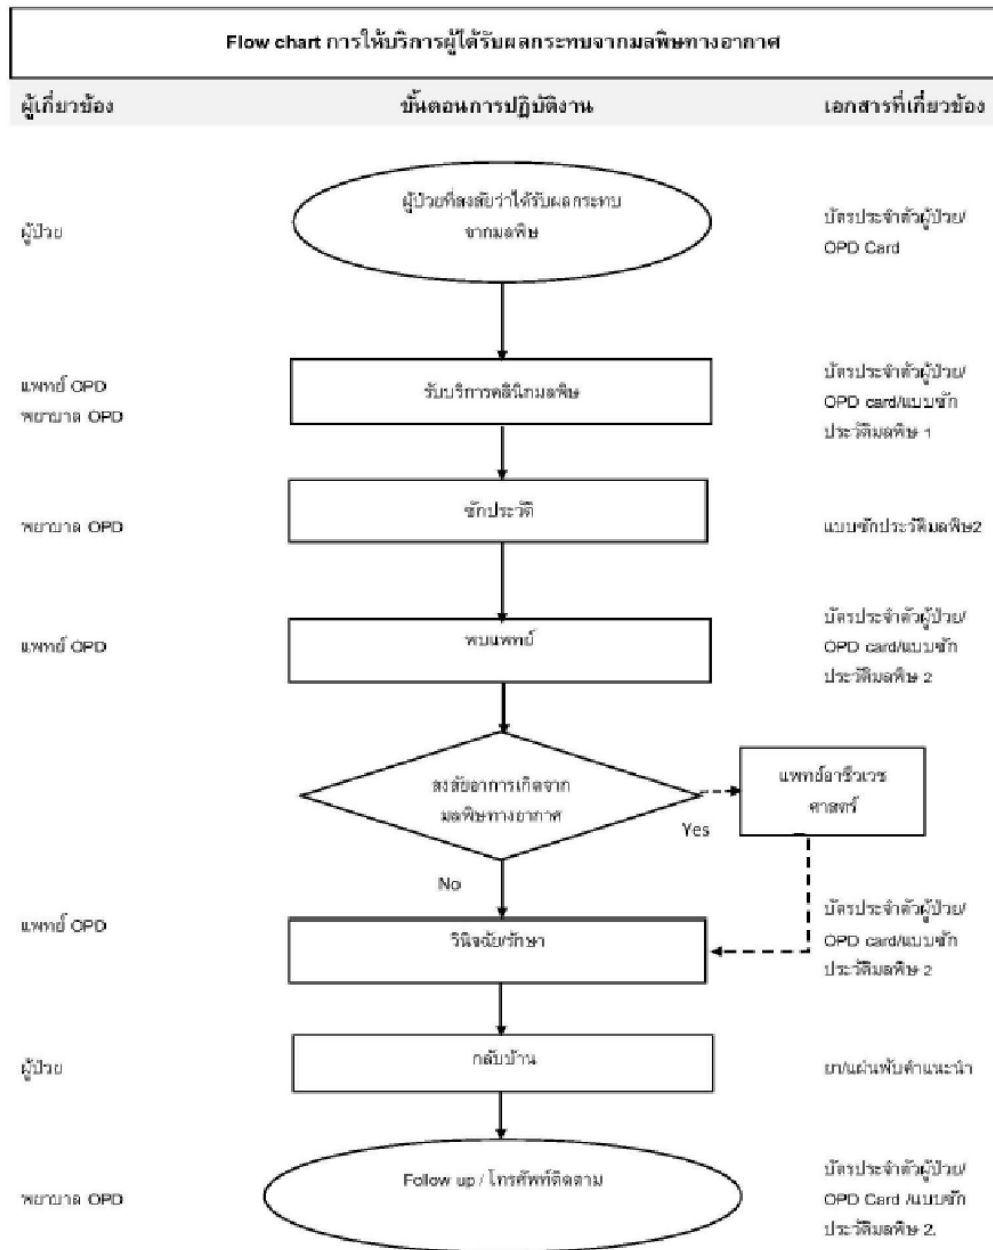 Flow chart การให้บริการผู้ได้รับผลกระทบจากมลพิษทางอากาศ
ผู้เกี่ยวข้อง ขั้นตอนการปฏิบัติงาน เอกสารที่เกี่ยวข้อง
ผู้ป่วยที่สงสัยว่าได้รับผลกระทบ
จากมลพิษ
ผู้ป่วย
บัตรประจำตัวผู้ป่วย/
OPD Card
แพทย์ OPD
พยาบาล OPD
รับบริการคลินิกมลพิษ
บัตรประจำตัวผู้ป่วย/
OPD card/แบบซัก
ประวัติมลพิษ 1
พยาบาล OPD
ซักประวัติ
แบบซักประวัติมลพิษ2
แพทย์ OPD
พบแพทย์
บัตรประจำตัวผู้ป่วย/
OPD card/แบบซัก
ประวัติมลพิษ 2
สงสัยอาการเกิดจาก
มลพิษทางอากาศ
Yes
แพทย์อาชีวเวช
ศาสตร์
No
แพทย์ OPD
วินิจฉัย/รักษา
บัตรประจำตัวผู้ป่วย/
OPD card/แบบซัก
ประวัติมลพิษ 2
ผู้ป่วย
กลับบ้าน
ยา/แผ่นพับคำแนะนำ
พยาบาล OPD
Follow up / โทรศัพท์ติดตาม
บัตรประจำตัวผู้ป่วย/
OPD Card /แบบซัก
ประวัติมลพิษ 2.